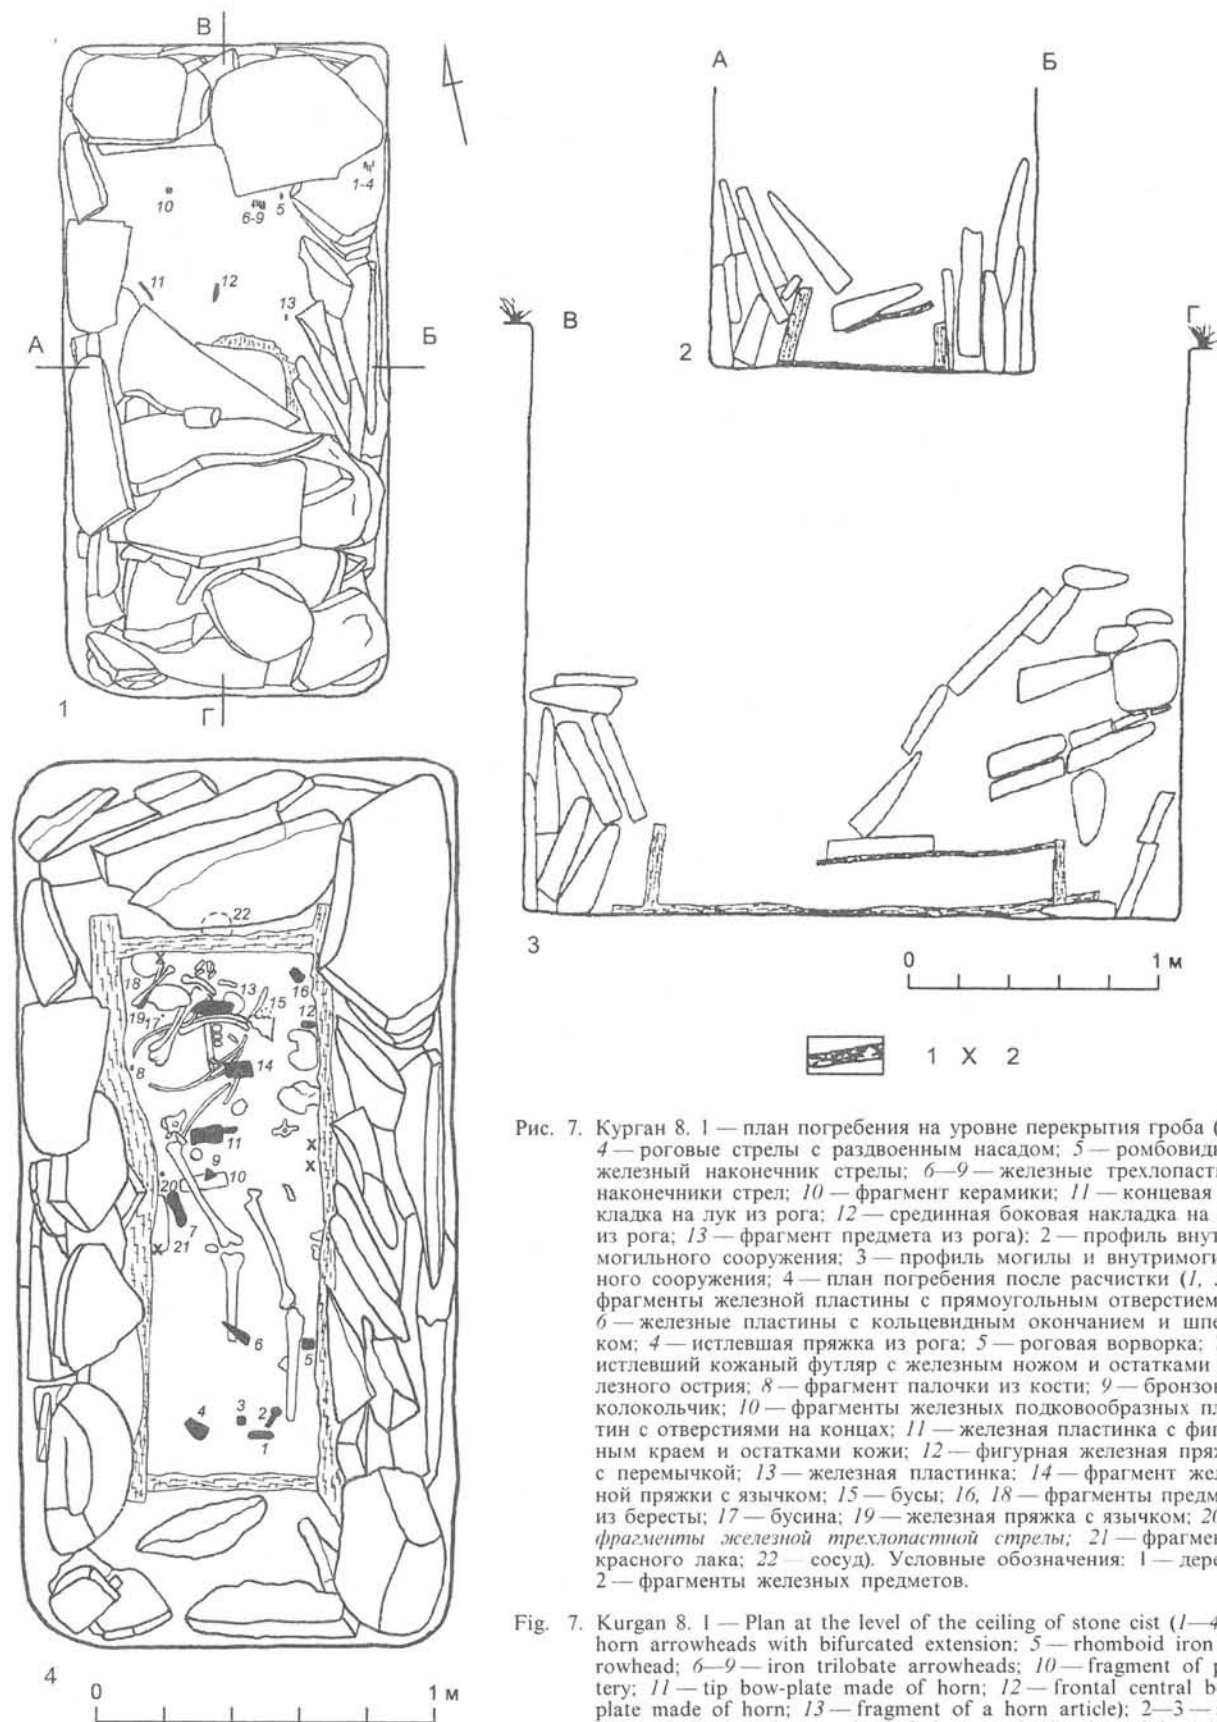 В
А
Б
1-4
10
6-9
5
11
12
13
А
Б
2
В
Г
Г
1
3
0
1 м
1 X 2
22
18
13
16
15
19
17
12
8
14
11
9
10
20
7
21
6
5
4
3
2
1
4
0
1 м
Рис. 7. Курган 8. 1 — план погребения на уровне перекрытия гроба (
4 — роговые стрелы с раздвоенным насадом; 5 — ромбовидн
железный наконечник стрелы; 6—9 — железные трехлопаст
наконечники стрел; 10 — фрагмент керамики; 11 — концевая
кладка на лук из рога; 12 — срединная боковая накладка на
из рога; 13 — фрагмент предмета из рога); 2 — профиль внут
могильного сооружения; 3 — профиль могилы и внутримоги
ного сооружения; 4 — план погребения после расчистки (1,
фрагменты железной пластины с прямоугольным отверстием
6 — железные пластины с кольцевидным окончанием и шпе
ком; 4 — истлевшая пряжка из рога; 5 — роговая ворворка;
истлевший кожаный футляр с железным ножом и остатками
лезного острия; 8 — фрагмент палочки из кости; 9 — бронзов
колокольчик; 10 — фрагменты железных подковообразных пл
тин с отверстиями на концах; 11 — железная пластинка с фиг
ным краем и остатками кожи; 12 — фигурная железная пря
с перемычкой; 13 — железная пластинка; 14 — фрагмент жел
ной пряжки с язычком; 15 — бусы; 16, 18 — фрагменты предм
из бересты; 17 — бусина; 19 — железная пряжка с язычком; 20
фрагменты железной трехлопастной стрелы; 21 — фрагмен
красного лака; 22 сосуд). Условные обозначения: 1 — дере
2 — фрагменты железных предметов.
Fig. 7. Kurgan 8. 1 — Plan at the level of the ceiling of stone cist (1—4
horn arrowheads with bifurcated extension; 5 — rhomboid iron
rowhead; 6—9 — iron trilobate arrowheads; 10 — fragment of p
tery; 11 — tip bow-plate made of horn; 12 — frontal central b
plate made of horn; 13 — fragment of a horn article); 2—3 —